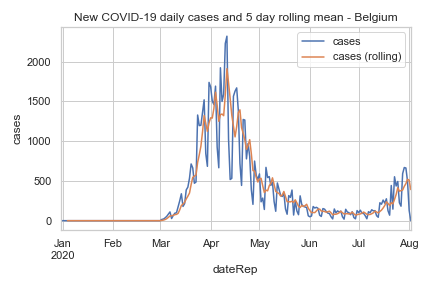 New COVID-19 daily cases and 5 day rolling mean - Belgium
cases
cases (rolling)
2000
1500
1000
500
0
cases
Jan
2020
Feb
Mar
Apr
May
Jun
Jul
Aug
dateRep